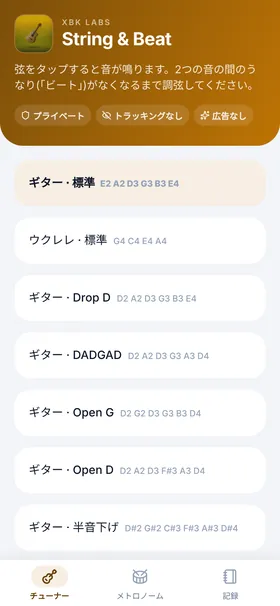 XBK LABS
String & Beat
弦をタップすると音が鳴ります。2つの音の間のう
なり(「ビート」)がなくなるまで調弦してください。
プライベート トラッキングなし 広告なし
ギター · 標準 E2 A2 D3 G3 B3 E4
ウクレレ · 標準 G4 C4 E4 A4
ギター · Drop D D2 A2 D3 G3 B3 E4
ギター · DADGAD D2 A2 D3 G3 A3 D4
ギター · Open G D2 G2 D3 G3 B3 D4
ギター · Open D D2 A2 D3 F#3 A3 D4
ギター · 半音下げ D#2 G#2 C#3 F#3 A#3 D#4
チューナー メトロノーム 記録